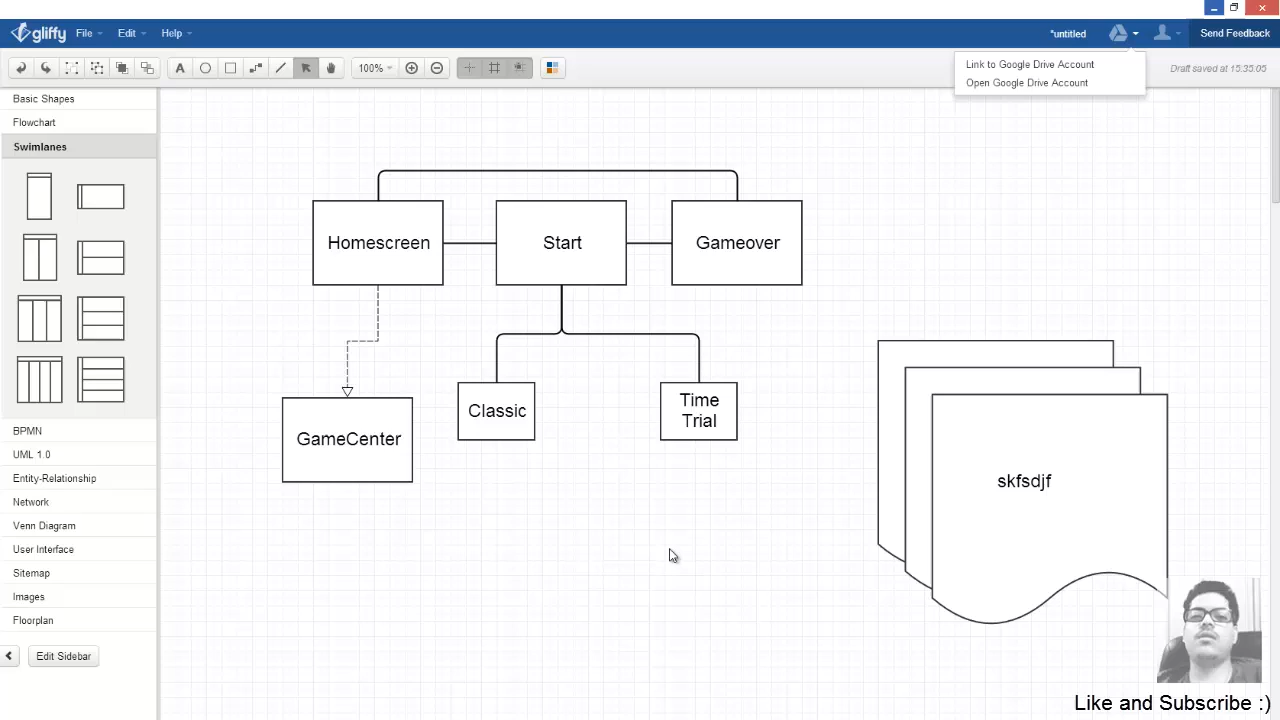 gliffy File Edit Help *untitled Send Feedback
100%
Link to Google Drive Account
Open Google Drive Account
Draft saved at 15:35:05
Basic Shapes
Flowchart
Swimlanes
BPMN
UML 1.0
Entity-Relationship
Network
Venn Diagram
User Interface
Sitemap
Images
Floorplan
Edit Sidebar
Homescreen
Start
Gameover
GameCenter
Classic
Time
Trial
skfsdjf
Like and Subscribe :)